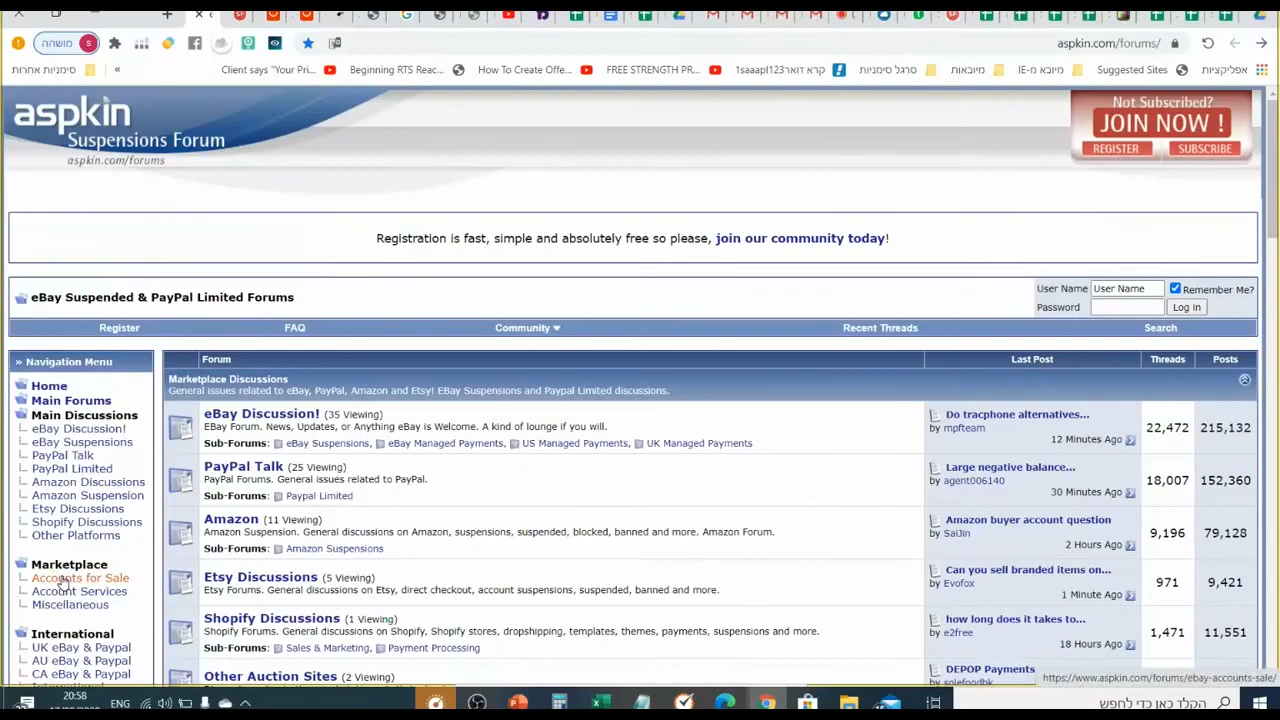 מושהה s
aspkin.com/forums/
סימניות אחרות
«
Client says "Your Pri...
Beginning RTS Reac...
How To Create Offe...
FREE STRENGTH PR...
1saaapl123קרא דואר
סרגל סימניות
מיובאות
מיובא מ-IE
Suggested Sites
אפליקציות
aspkin
Suspensions Forum
aspkin.com/forums
Not Subscribed?
JOIN NOW !
REGISTER SUBSCRIBE
Registration is fast, simple and absolutely free so please, join our community today!
eBay Suspended & PayPal Limited Forums
User Name User Name Remember Me?
Password Log in
Register FAQ Community Recent Threads Search
» Navigation Menu
Home
Main Forums
Main Discussions
eBay Discussion!
eBay Suspensions
PayPal Talk
PayPal Limited
Amazon Discussions
Amazon Suspension
Etsy Discussions
Shopify Discussions
Other Platforms
Marketplace
Accounts for Sale
Account Services
Miscellaneous
International
UK eBay & Paypal
AU eBay & Paypal
CA eBay & Paypal
Forum Last Post Threads Posts
Marketplace Discussions
General issues related to eBay, PayPal, Amazon and Etsy! EBay Suspensions and Paypal Limited discussions.
eBay Discussion! (35 Viewing)
EBay Forum. News, Updates, or Anything eBay is Welcome. A kind of lounge if you will.
Sub-Forums: eBay Suspensions, eBay Managed Payments, US Managed Payments, UK Managed Payments
Do tracphone alternatives...
by mpfteam
12 Minutes Ago
22,472 215,132
PayPal Talk (25 Viewing)
PayPal Forums. General issues related to PayPal.
Sub-Forums: Paypal Limited
Large negative balance...
by agent006140
30 Minutes Ago
18,007 152,360
Amazon (11 Viewing)
Amazon Suspension. General discussions on Amazon, suspensions, suspended, blocked, banned and more. Amazon Forum.
Sub-Forums: Amazon Suspensions
Amazon buyer account question
by SaiJin
2 Hours Ago
9,196 79,128
Etsy Discussions (5 Viewing)
Etsy Forums. General discussions on Etsy, direct checkout, account suspensions, suspended, banned and more.
Can you sell branded items on...
by Evofox
1 Minute Ago
971 9,421
Shopify Discussions (1 Viewing)
Shopify Forums. General discussions on Shopify, Shopify stores, dropshipping, templates, themes, payments, suspensions and more.
Sub-Forums: Sales & Marketing, Payment Processing
how long does it takes to...
by e2free
18 Hours Ago
1,471 11,551
Other Auction Sites (2 Viewing)
DEPOP Payments
https://www.aspkin.com/forums/ebay-accounts-sale/
20:58
ENG
הקלד כאן כדי לחפש